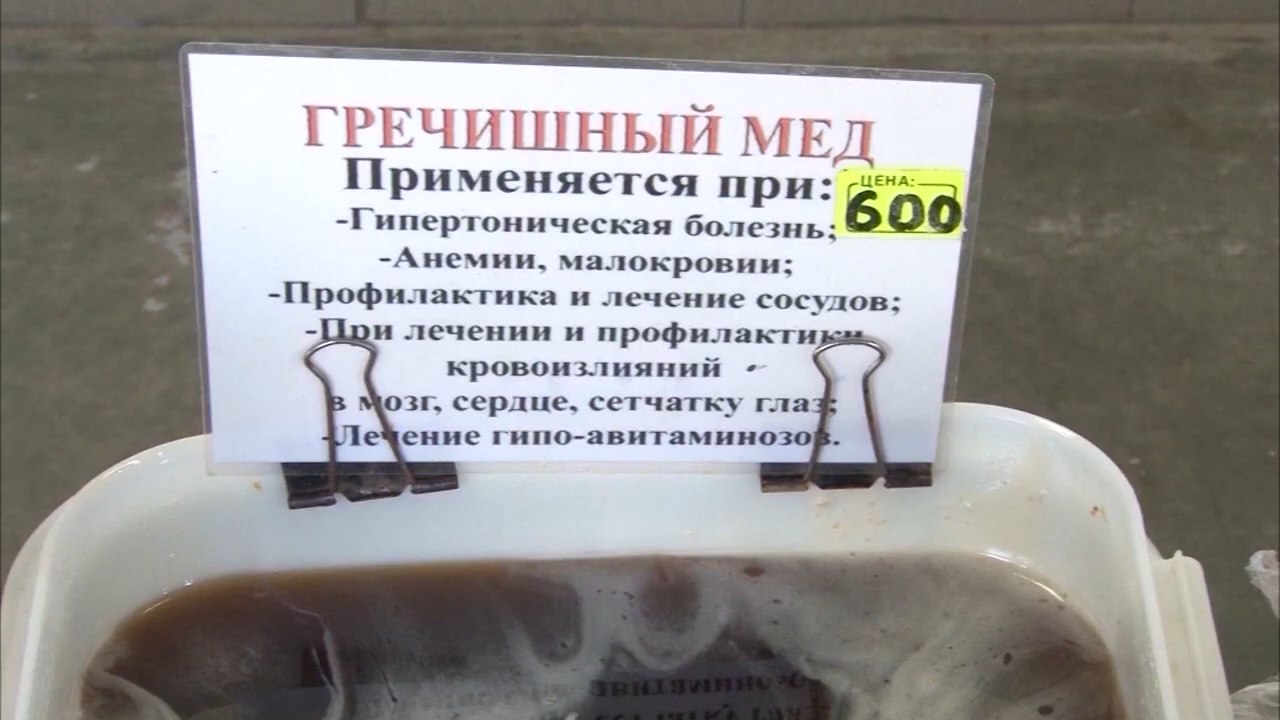 ГРЕЧИШНЫЙ МЕД
Применяется при:
ЦЕНА:
600
-Гипертоническая болезнь;
-Анемии, малокровии;
-Профилактика и лечение сосудов;
-При лечении и профилактики
кровоизлияний
в мозг, сердце, сетчатку глаз;
-Лечение гипо-авитаминозов.